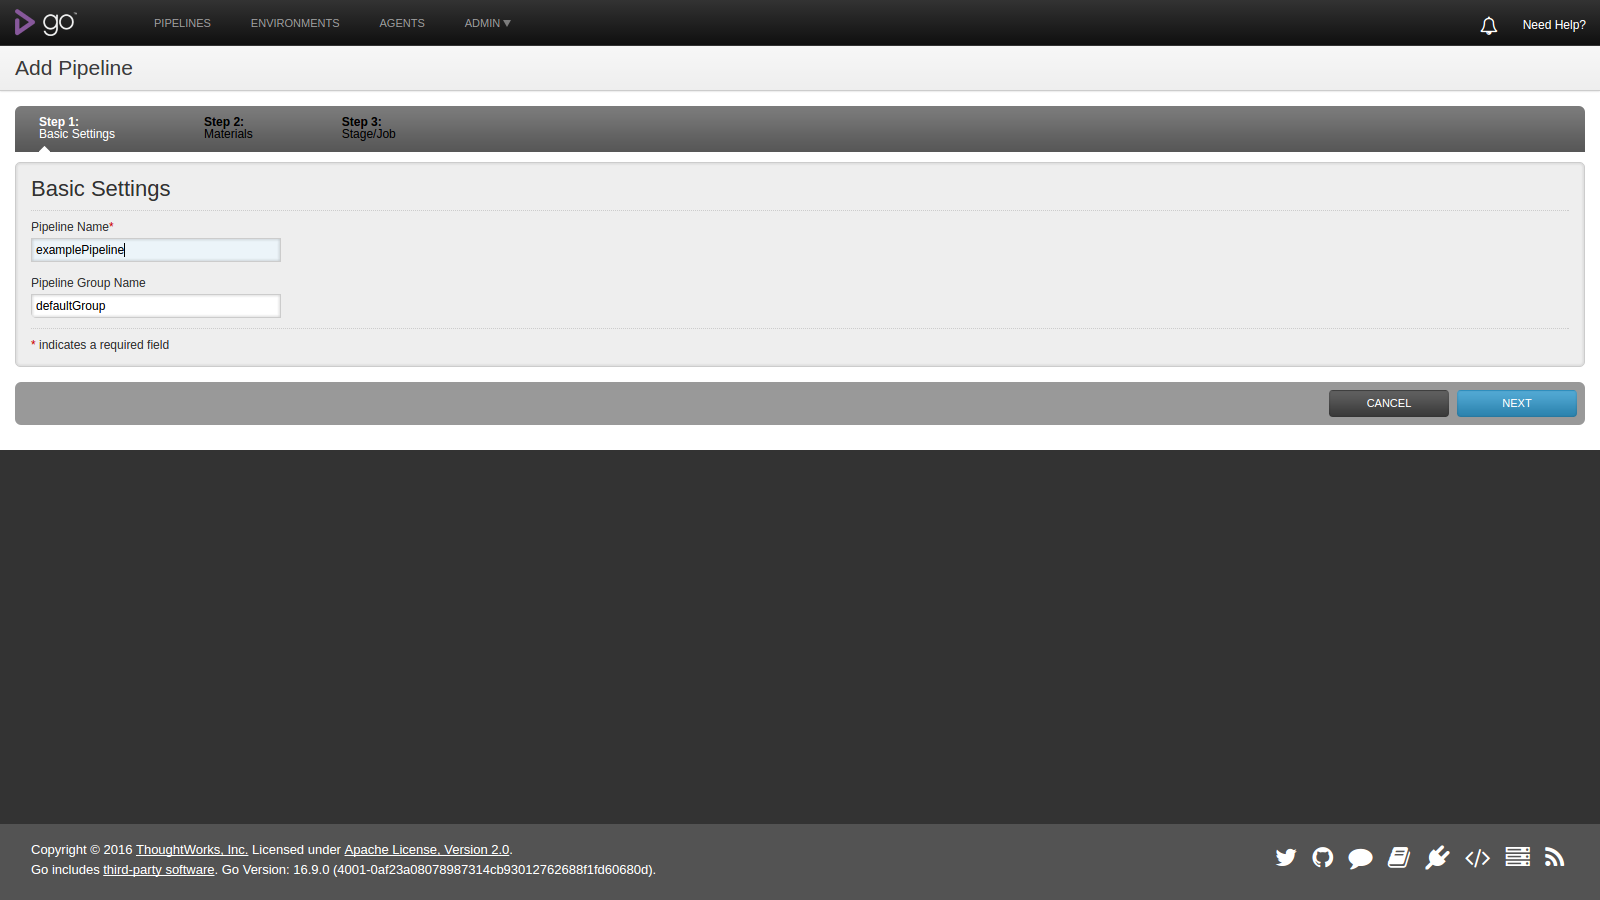 go™ PIPELINES ENVIRONMENTS AGENTS ADMIN Need Help?
Add Pipeline
Step 1: Step 2: Step 3:
Basic Settings Materials Stage/Job
Basic Settings
Pipeline Name*
examplePipeline
Pipeline Group Name
defaultGroup
* indicates a required field
CANCEL NEXT
Copyright © 2016 ThoughtWorks, Inc. Licensed under Apache License, Version 2.0.
Go includes third-party software. Go Version: 16.9.0 (4001-0af23a08078987314cb93012762688f1fd60680d).